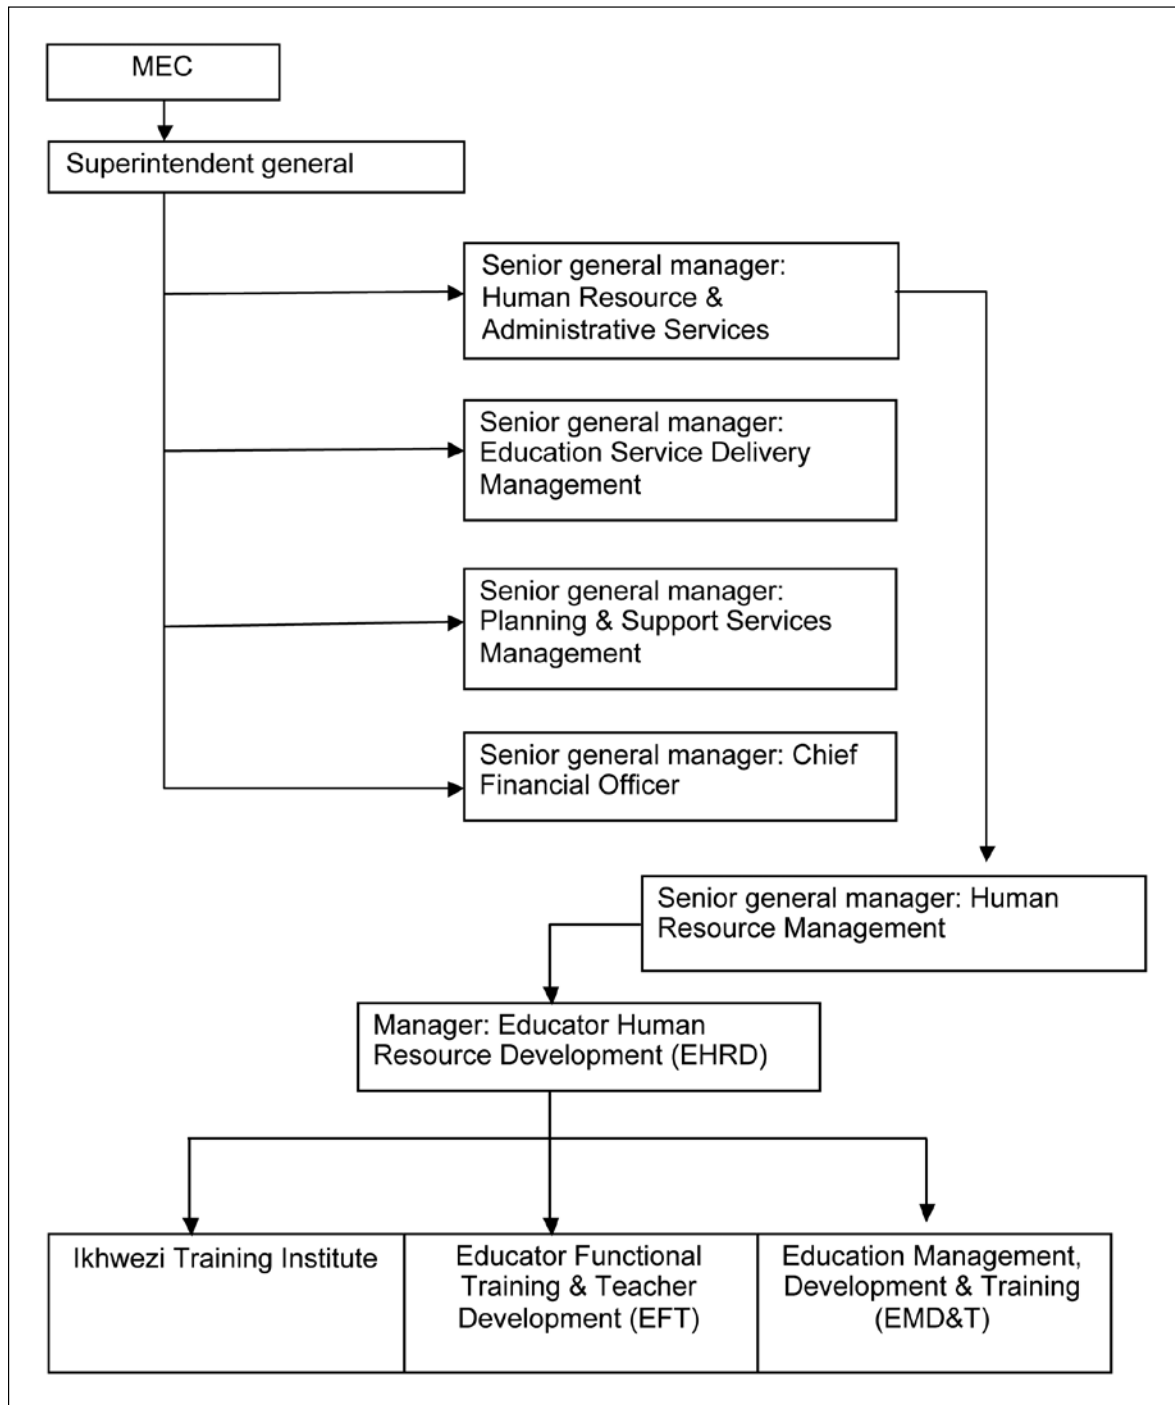 MEC
Superintendent general
Senior general manager:
Human Resource &
Administrative Services
Senior general manager:
Education Service Delivery
Management
Senior general manager:
Planning & Support Services
Management
Senior general manager: Chief
Financial Officer
Senior general manager: Human
Resource Management
Manager: Educator Human
Resource Development (EHRD)
Ikhwezi Training Institute
Educator Functional
Training & Teacher
Development (EFT)
Education Management,
Development & Training
(EMD&T)